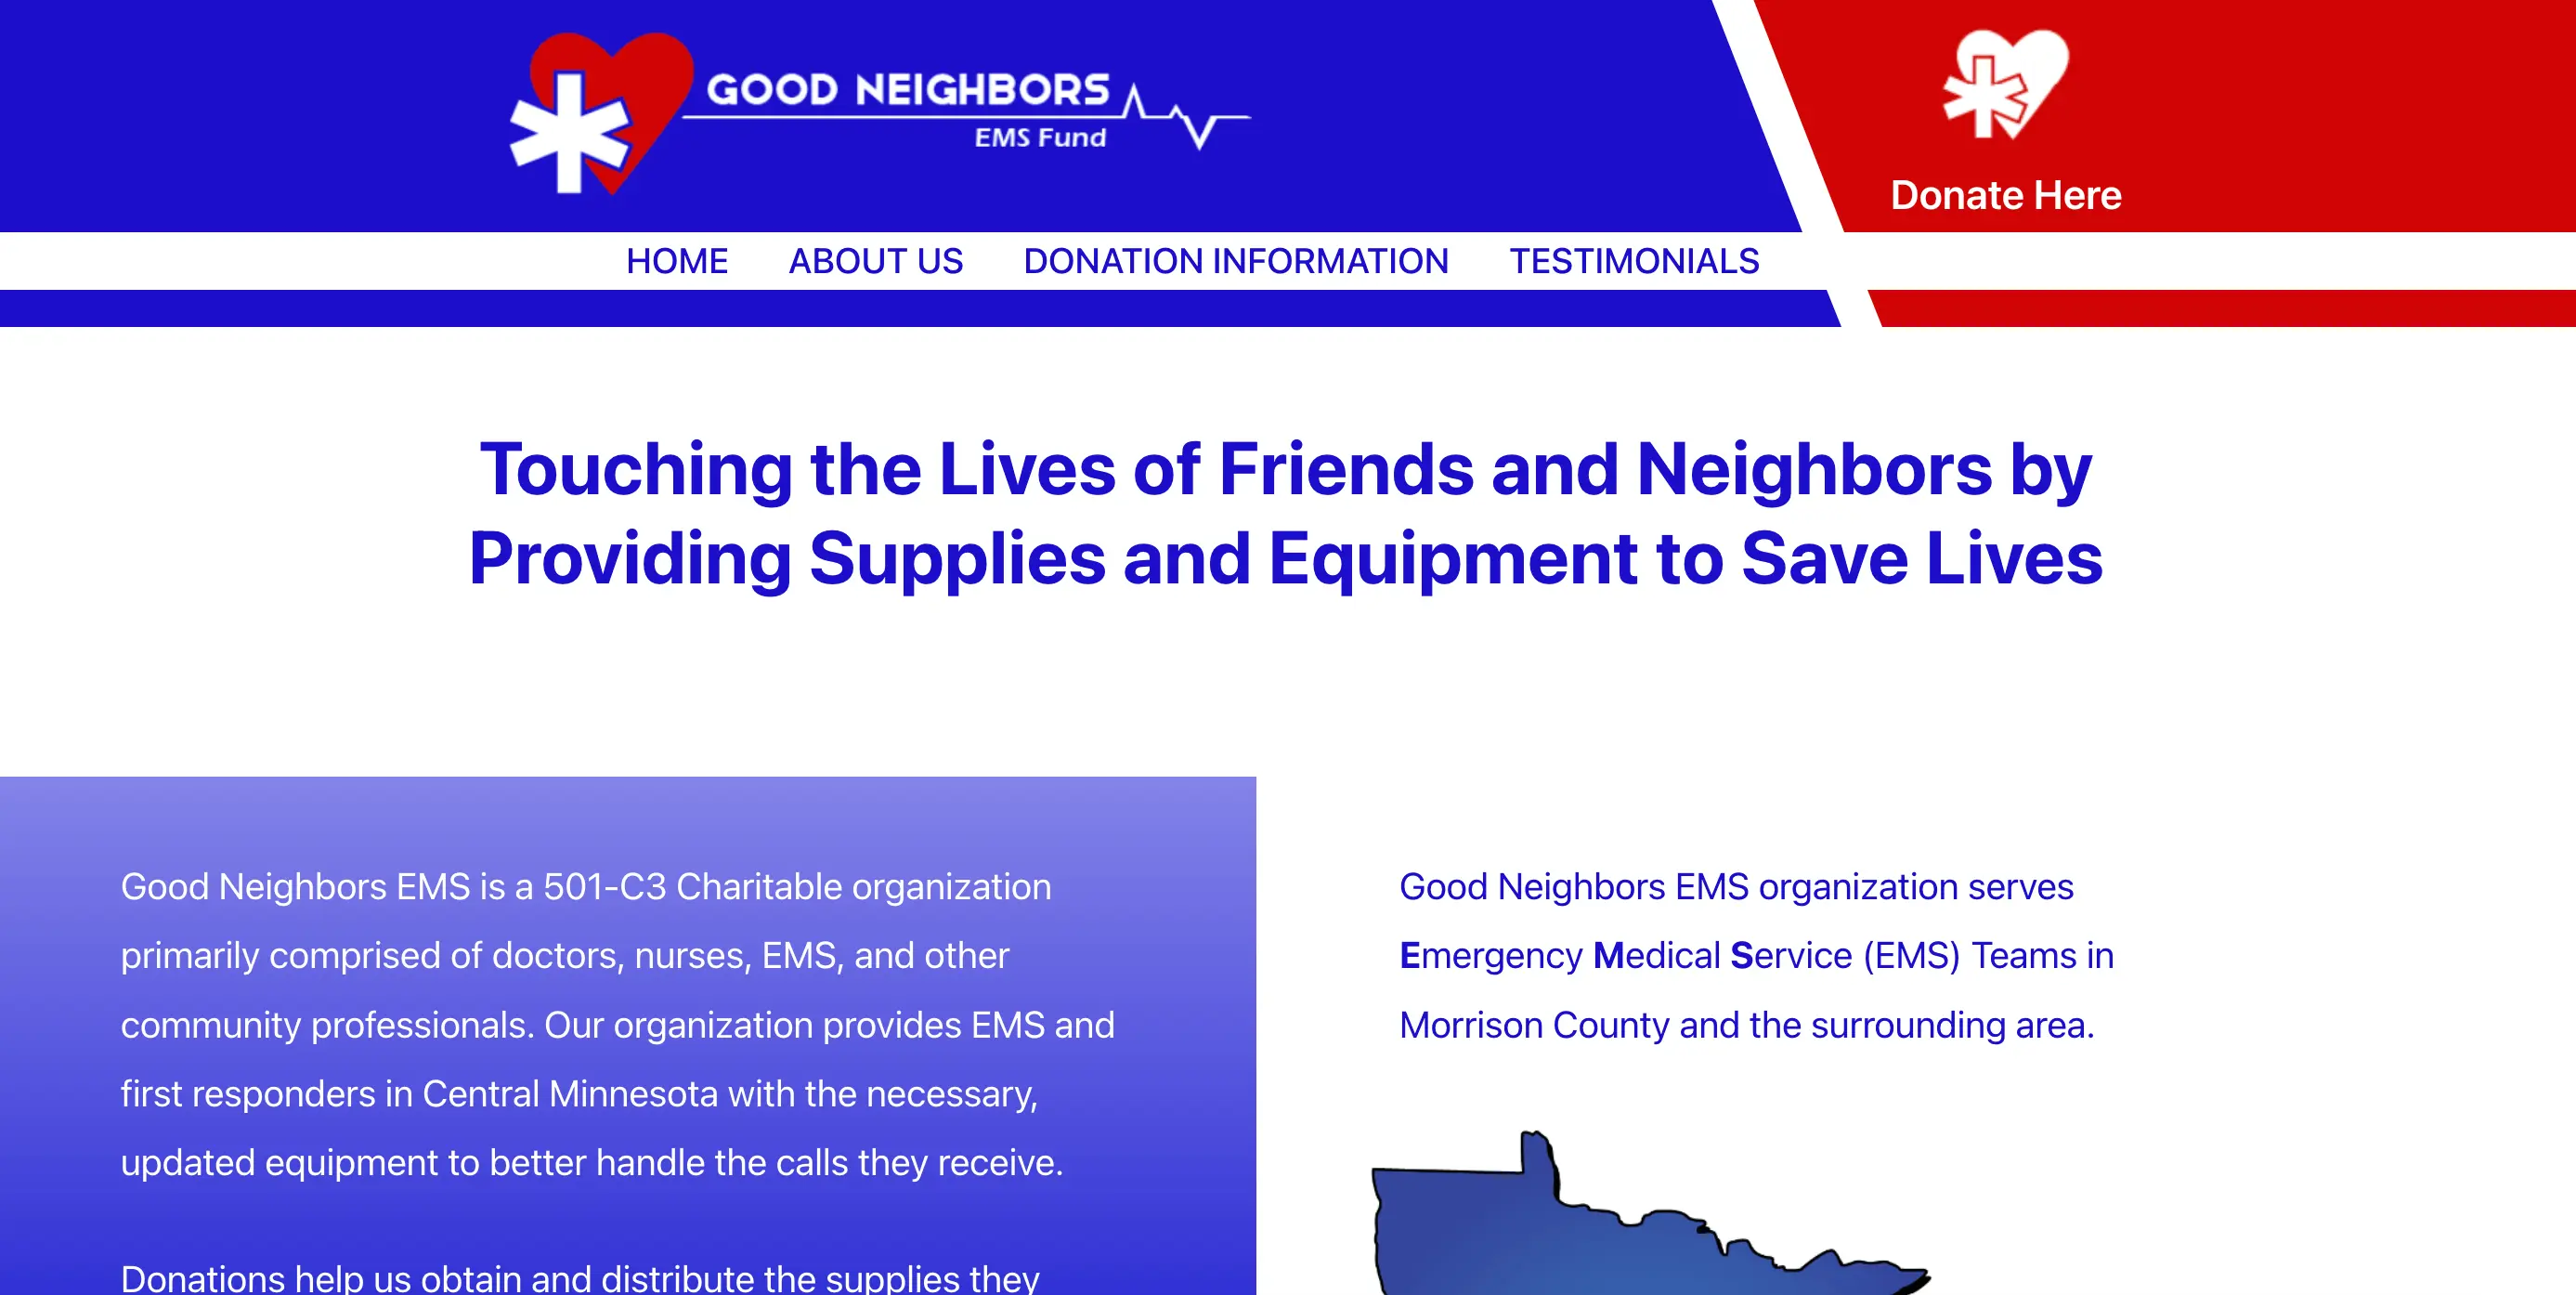 GOOD NEIGHBORS
EMS Fund
Donate Here
HOME ABOUT US DONATION INFORMATION TESTIMONIALS
Touching the Lives of Friends and Neighbors by
Providing Supplies and Equipment to Save Lives
Good Neighbors EMS is a 501-C3 Charitable organization
primarily comprised of doctors, nurses, EMS, and other
community professionals. Our organization provides EMS and
first responders in Central Minnesota with the necessary,
updated equipment to better handle the calls they receive.
Donations help us obtain and distribute the supplies they
Good Neighbors EMS organization serves
Emergency Medical Service (EMS) Teams in
Morrison County and the surrounding area.